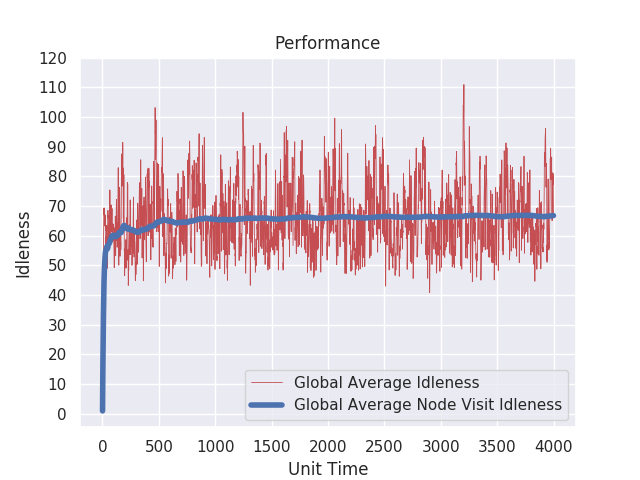 Performance
120
110
100
90
80
70
60
50
40
30
20
10
0
Idleness
Global Average Idleness
Global Average Node Visit Idleness
0 500 1000 1500 2000 2500 3000 3500 4000
Unit Time